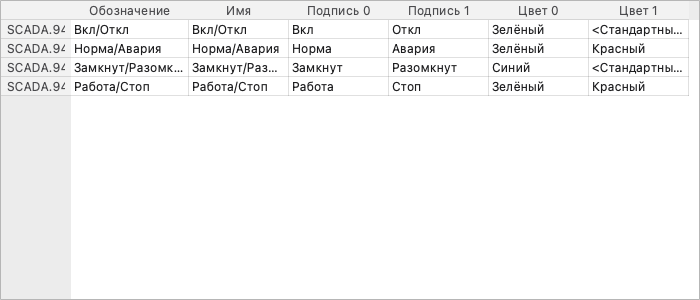 Обозначение Имя Подпись 0 Подпись 1 Цвет 0 Цвет 1
SCADA.94 Вкл/Откл Вкл/Откл Вкл Откл Зелёный <Стандартны...
SCADA.94 Норма/Авария Норма/Авария Норма Авария Зелёный Красный
SCADA.94 Замкнут/Разомк... Замкнут/Раз... Замкнут Разомкнут Синий <Стандартны...
SCADA.94 Работа/Стоп Работа/Стоп Работа Стоп Зелёный Красный